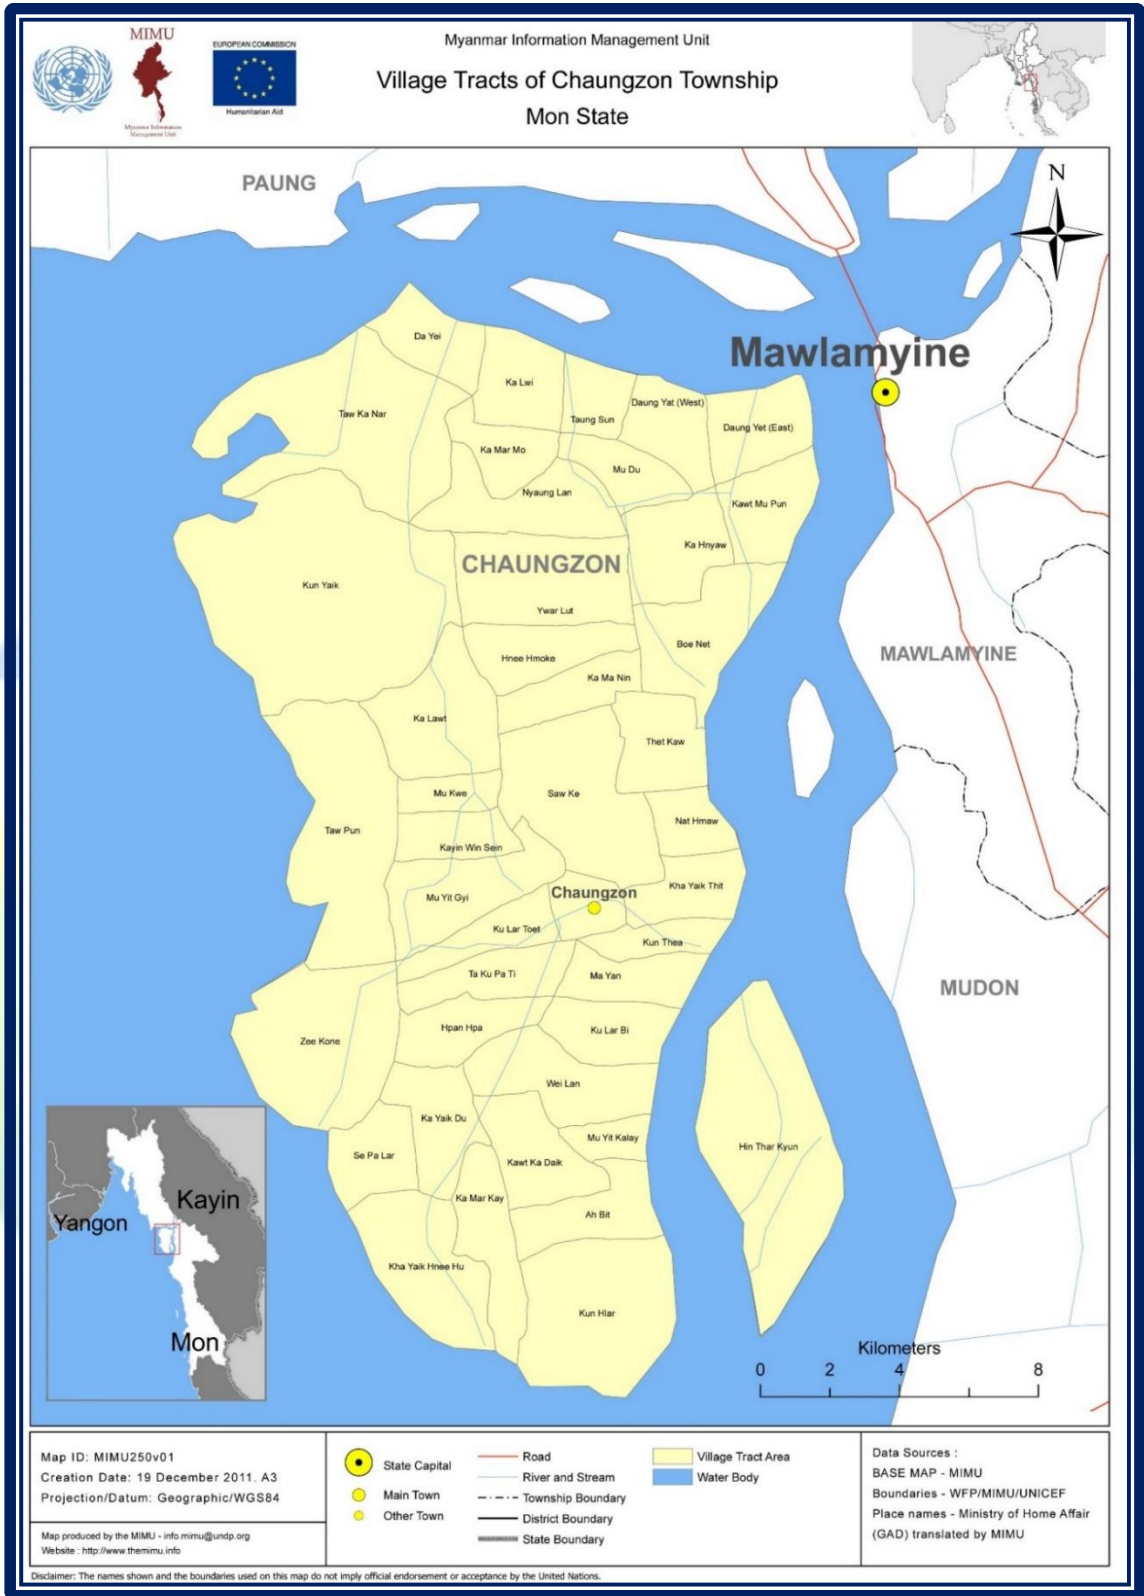 MIMU
Myanmar Information
Management Unit
EUROPEAN COMMISSION
Humanitarian Aid
Myanmar Information Management Unit
Village Tracts of Chaungzon Township
Mon State
PAUNG
N
Mawlamyine
Da Yei
Ka Lwi
Taw Ka Nar
Taung Sun
Daung Yat (West)
Daung Yet (East)
Ka Mar Mo
Mu Du
Nyaung Lan
Kawt Mu Pun
Ka Hnyaw
CHAUNGZON
Kun Yaik
Ywar Lut
Boe Net
MAWLAMYINE
Hnee Hmoke
Ka Ma Nin
Ka Lawt
Thet Kaw
Mu Kwe
Saw Ke
Nat Hmaw
Taw Pun
Kayin Win Sein
Kha Yaik Thit
Mu Yit Gyi
Chaungzon
Ku Lar Toet
Kun Thea
Ta Ku Pa Ti
Ma Yan
MUDON
Hpan Hpa
Ku Lar Bi
Zee Kone
Wei Lan
Ka Yaik Du
Mu Yit Kalay
Hin Thar Kyun
Se Pa Lar
Kawt Ka Daik
Ka Mar Kay
Ah Bit
Kha Yaik Hnee Hu
Kun Hlar
Kayin
Yangon
Mon
Kilometers
0 2 4 8
Map ID: MIMU250v01
Creation Date: 19 December 2011. A3
Projection/Datum: Geographic/WGS84
Map produced by the MIMU - info.mimu@undp.org
Website : http://www.themimu.info
State Capital
Main Town
Other Town
Road
River and Stream
Township Boundary
District Boundary
State Boundary
Village Tract Area
Water Body
Data Sources :
BASE MAP - MIMU
Boundaries - WFP/MIMU/UNICEF
Place names - Ministry of Home Affair
(GAD) translated by MIMU
Disclaimer: The names shown and the boundaries used on this map do not imply official endorsement or acceptance by the United Nations.